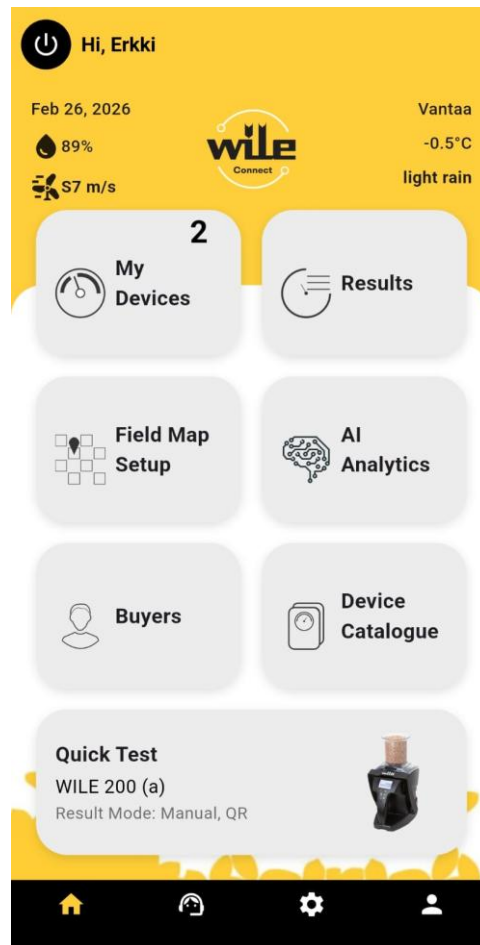 Hi, Erkki
Feb 26, 2026
Vantaa
89%
-0.5°C
S7 m/s
light rain
wile
Connect
2
My
Devices
Results
Field Map
Setup
AI
Analytics
Buyers
Device
Catalogue
Quick Test
WILE 200 (a)
Result Mode: Manual, QR